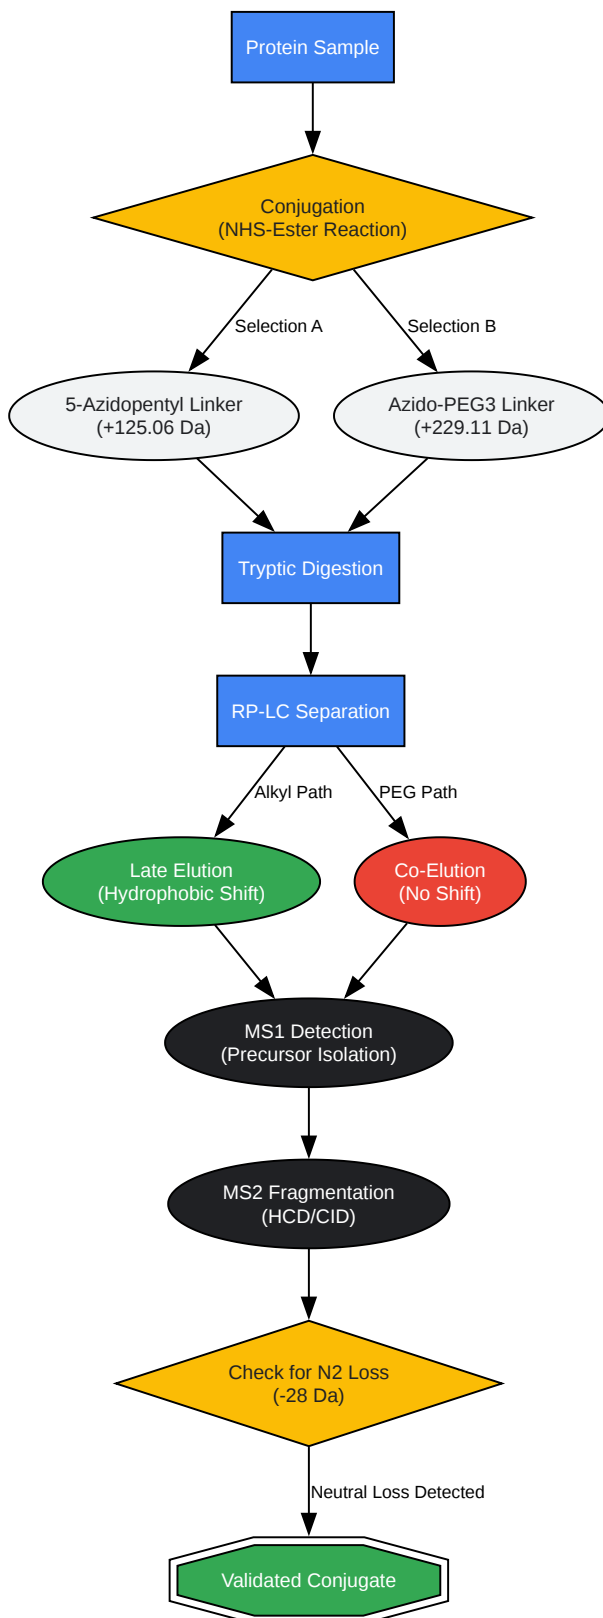 Protein Sample
Conjugation
(NHS-Ester Reaction)
Selection A
Selection B
5-Azidopentyl Linker
(+125.06 Da)
Azido-PEG3 Linker
(+229.11 Da)
Tryptic Digestion
RP-LC Separation
Alkyl Path
PEG Path
Late Elution
(Hydrophobic Shift)
Co-Elution
(No Shift)
MS1 Detection
(Precursor Isolation)
MS2 Fragmentation
(HCD/CID)
Check for N2 Loss
(-28 Da)
Neutral Loss Detected
Validated Conjugate